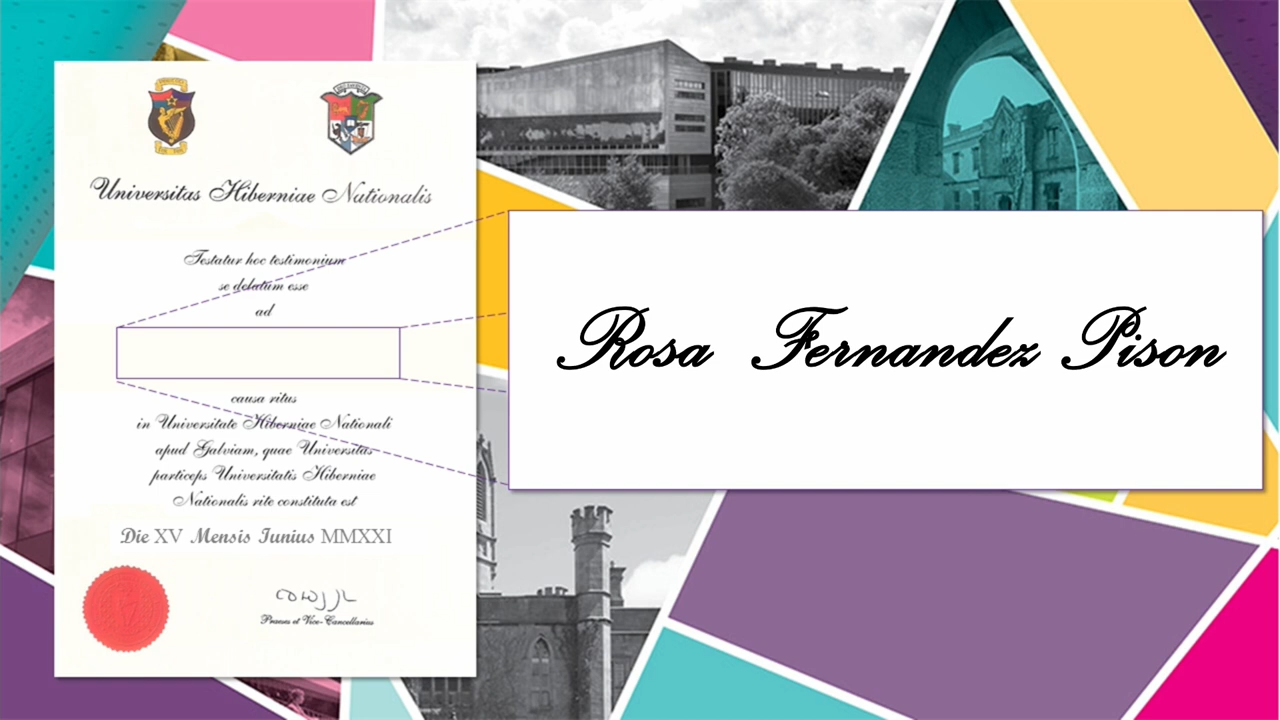 Universitas Hiberniae Nationalis
Testatur hoc testimonium
se delatum esse
ad
Rosa Fernandez Pison
causa ritus
in Universitate Hiberniae Nationali
apud Galviam, quae Universitas
particeps Universitatis Hiberniae
Nationalis rite constituta est
Die XV Mensis Iunius MMXXI
Praeses et Vice-Cancellarius